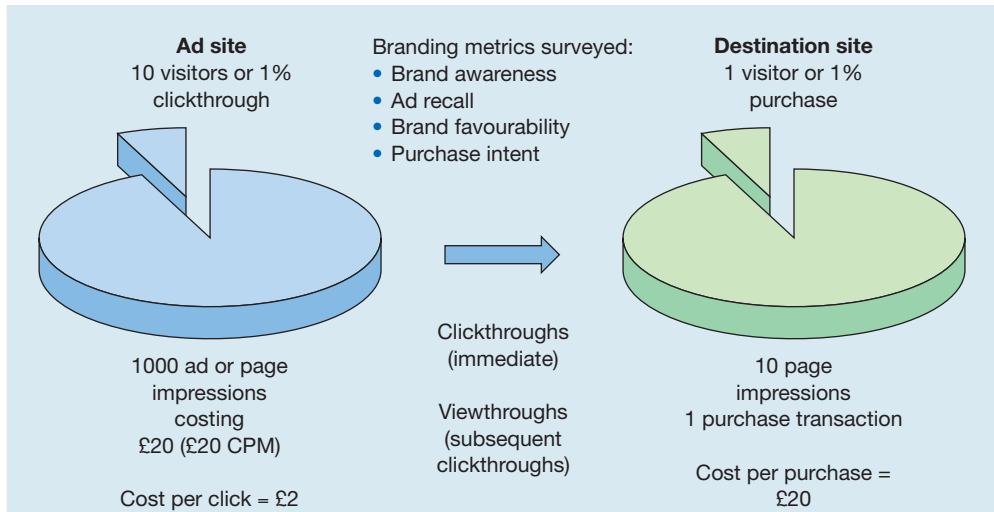 Ad site
10 visitors or 1%
clickthrough
Branding metrics surveyed:
• Brand awareness
• Ad recall
• Brand favourability
• Purchase intent
Destination site
1 visitor or 1%
purchase
1000 ad or page
impressions
costing
£20 (£20 CPM)
Cost per click = £2
Clickthroughs
(immediate)
Viewthroughs
(subsequent
clickthroughs)
10 page
impressions
1 purchase transaction
Cost per purchase =
£20